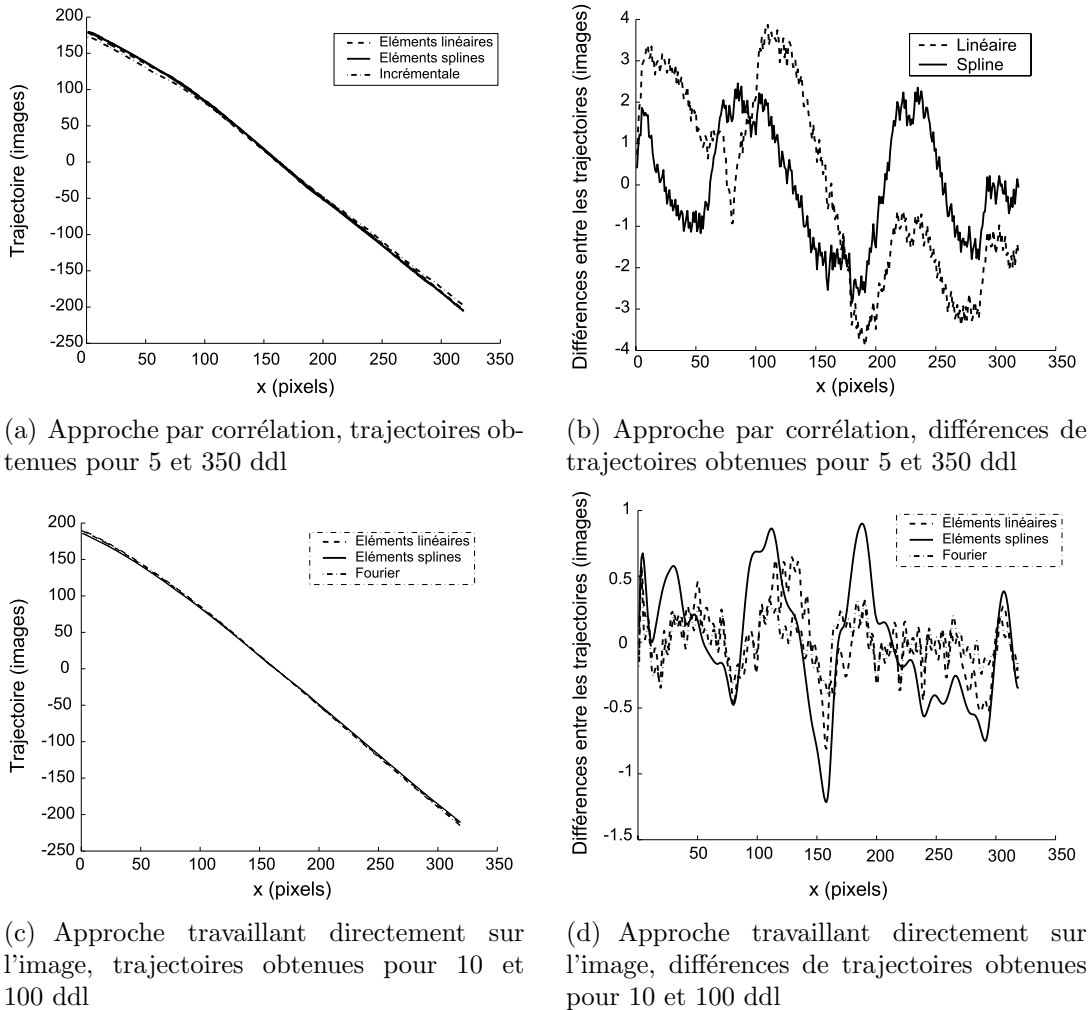 200
150
100
50
0
-50
-100
-150
-200
-250
0 50 100 150 200 250 300 350
Trajectoire (images)
x (pixels)
Eléments linéaires
Eléments splines
Incrémentale
4
3
2
1
0
-1
-2
-3
-4
0 50 100 150 200 250 300 350
Différences entre les trajectoires (images)
x (pixels)
Linéaire
Spline
(a) Approche par corrélation, trajectoires ob-
tenues pour 5 et 350 ddl
(b) Approche par corrélation, différences de
trajectoires obtenues pour 5 et 350 ddl
200
150
100
50
0
-50
-100
-150
-200
-250
0 50 100 150 200 250 300 350
Trajectoire (images)
x (pixels)
Eléments linéaires
Eléments splines
Fourier
1
0.5
0
-0.5
-1
-1.5
50 100 150 200 250 300 350
Différences entre les trajectoires (images)
x (pixels)
Eléments linéaires
Eléments splines
Fourier
(c) Approche travaillant directement sur
l'image, trajectoires obtenues pour 10 et
100 ddl
(d) Approche travaillant directement sur
l'image, différences de trajectoires obtenues
pour 10 et 100 ddl